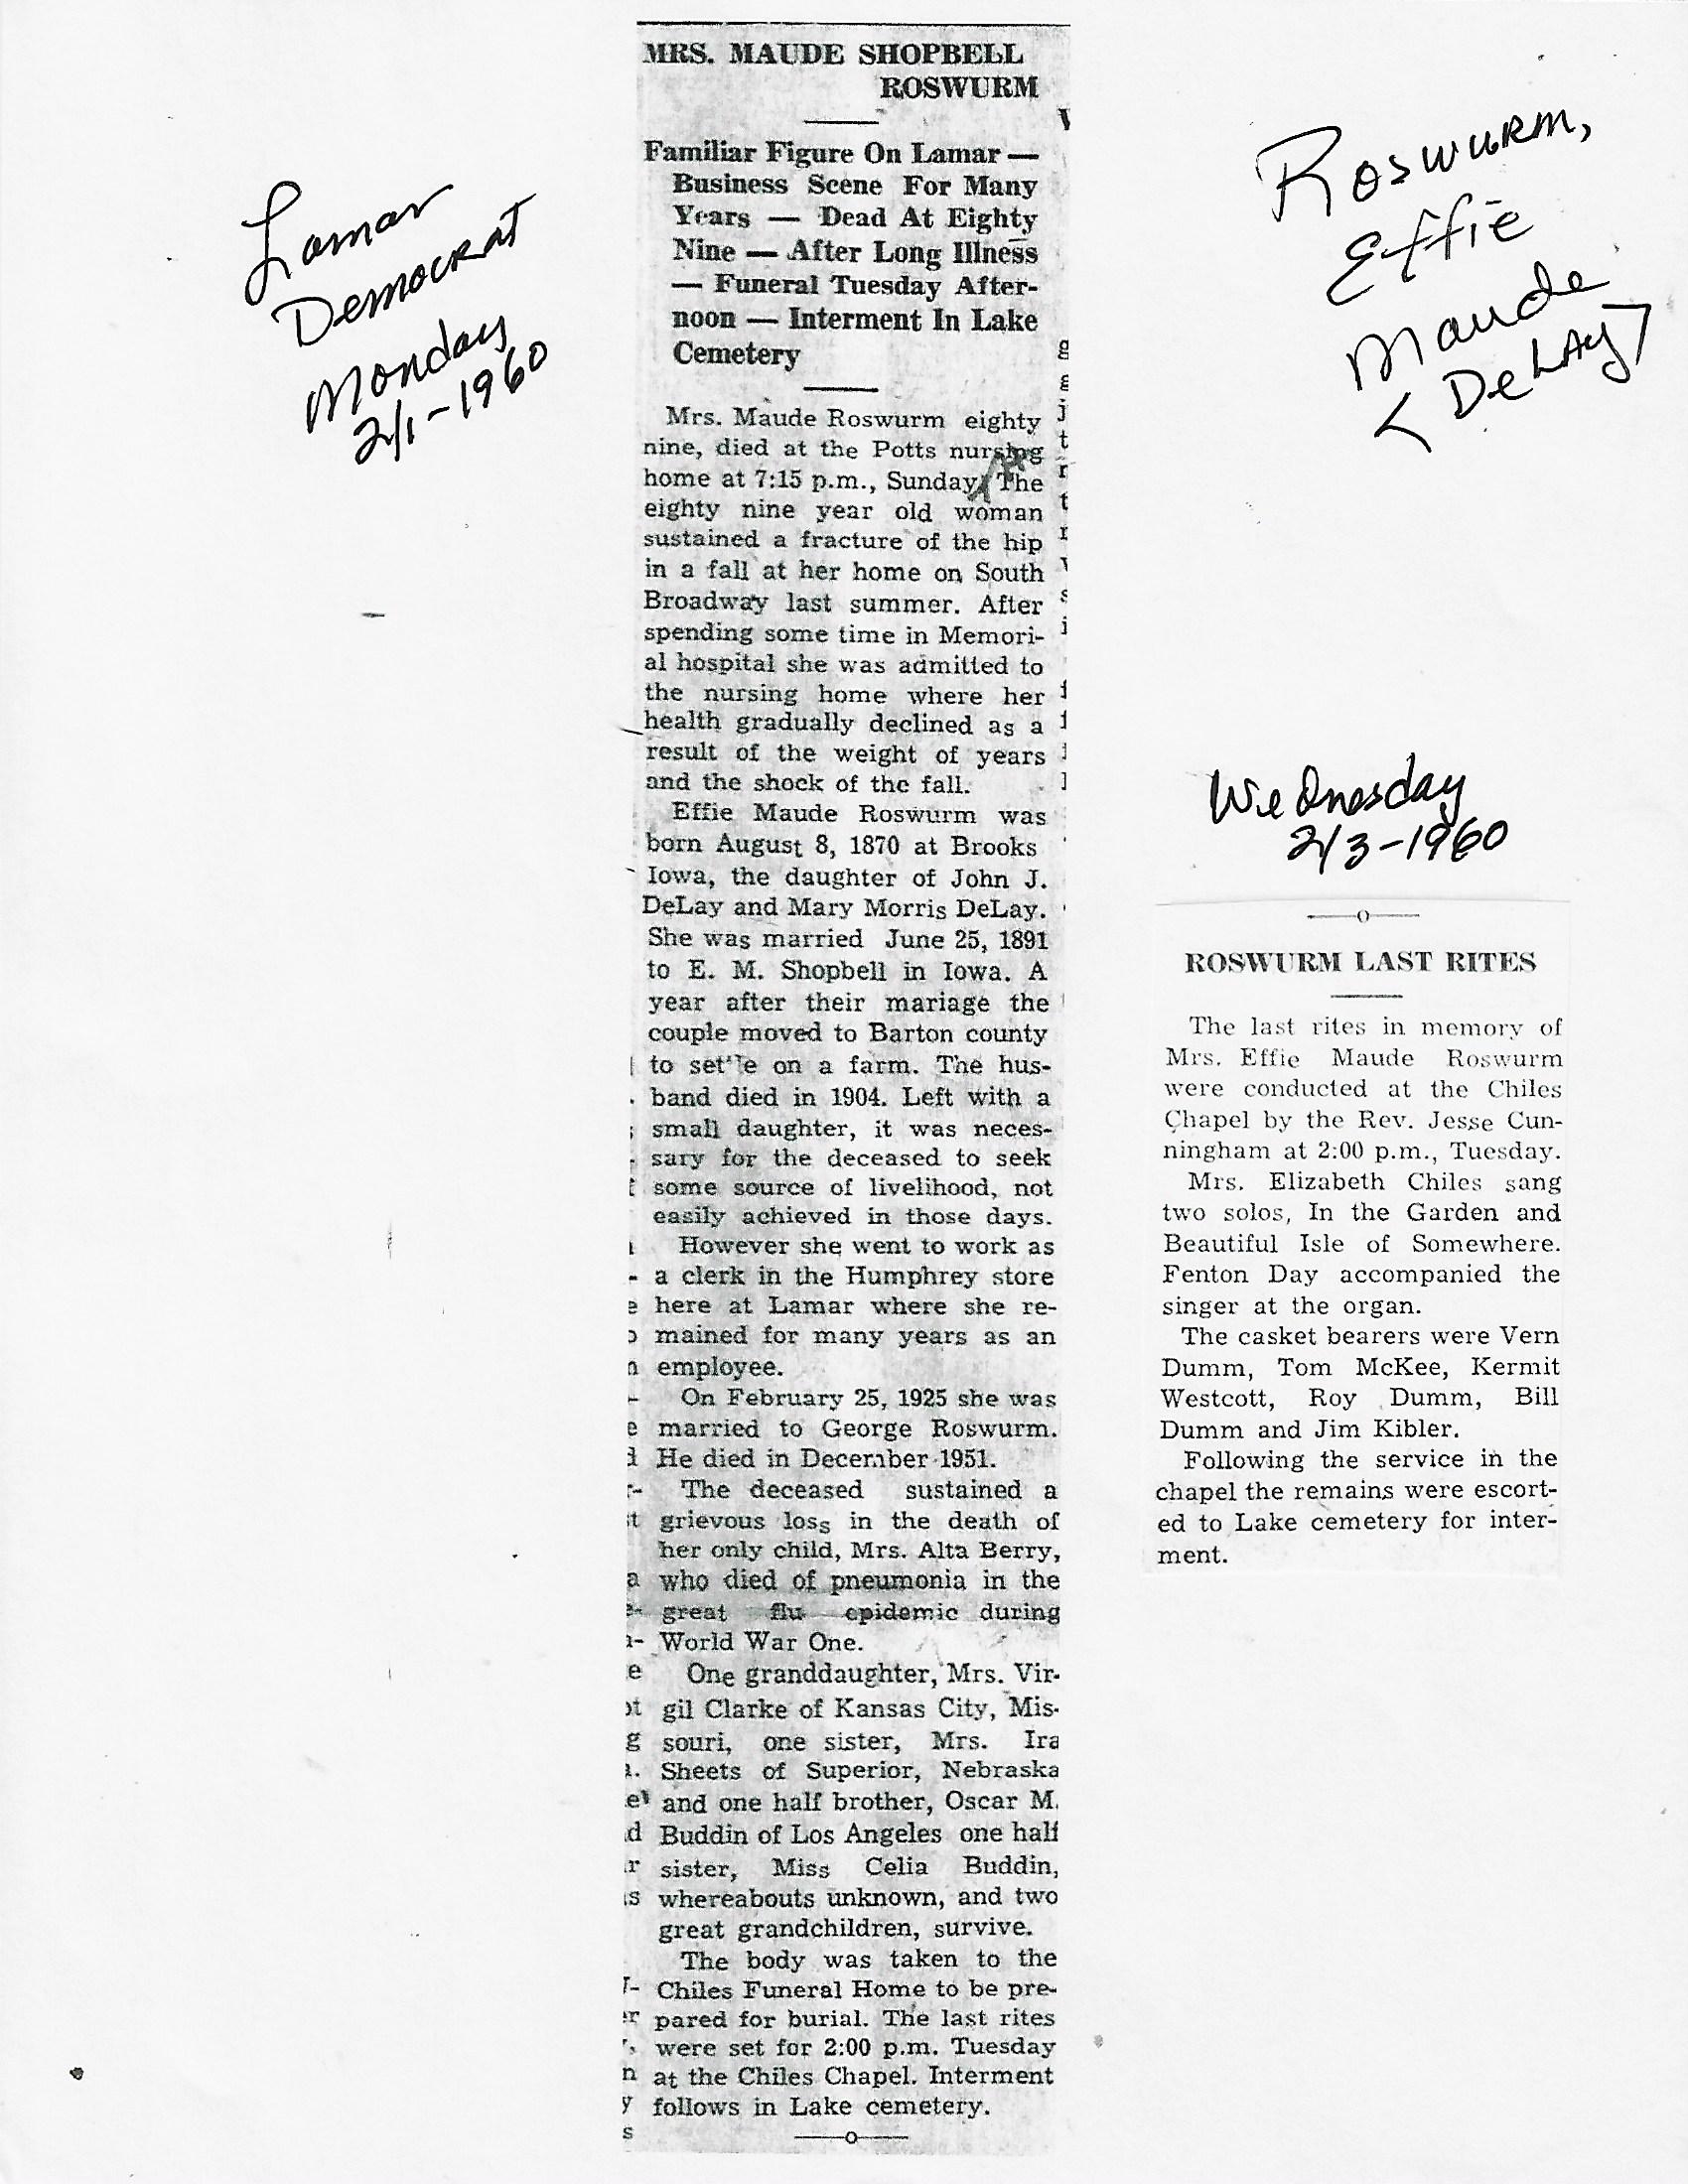 Lamar
Democrat
Monday
2/1-1960
MRS. MAUDE SHOPBELL
ROSWURM
Familiar Figure On Lamar —
Business Scene For Many
Years — Dead At Eighty
Nine — After Long Illness
— Funeral Tuesday After-
noon — Interment In Lake
Cemetery
Mrs. Maude Roswurm eighty
nine, died at the Potts nursing
home at 7:15 p.m., Sunday. The
eighty nine year old woman
sustained a fracture of the hip
in a fall at her home on South
Broadway last summer. After
spending some time in Memori-
al hospital she was admitted to
the nursing home where her
health gradually declined as a
result of the weight of years
and the shock of the fall.
Effie Maude Roswurm was
born August 8, 1870 at Brooks
Iowa, the daughter of John J.
DeLay and Mary Morris DeLay.
She was married June 25, 1891
to E. M. Shopbell in Iowa. A
year after their mariage the
couple moved to Barton county
to settle on a farm. The hus-
band died in 1904. Left with a
small daughter, it was neces-
sary for the deceased to seek
some source of livelihood, not
easily achieved in those days.
However she went to work as
a clerk in the Humphrey store
here at Lamar where she re-
mained for many years as an
employee.
On February 25, 1925 she was
married to George Roswurm.
He died in December 1951.
The deceased sustained a
grievous loss in the death of
her only child, Mrs. Alta Berry,
who died of pneumonia in the
great flu epidemic during
World War One.
One granddaughter, Mrs. Vir-
gil Clarke of Kansas City, Mis-
souri, one sister, Mrs. Ira
Sheets of Superior, Nebraska
and one half brother, Oscar M.
Buddin of Los Angeles one half
sister, Miss Celia Buddin,
whereabouts unknown, and two
great grandchildren, survive.
The body was taken to the
Chiles Funeral Home to be pre-
pared for burial. The last rites
were set for 2:00 p.m. Tuesday
at the Chiles Chapel. Interment
follows in Lake cemetery.
Roswurm,
Effie
Maude
< DeLAy >
Wednesday
2/3-1960
ROSWURM LAST RITES
The last rites in memory of
Mrs. Effie Maude Roswurm
were conducted at the Chiles
Chapel by the Rev. Jesse Cun-
ningham at 2:00 p.m., Tuesday.
Mrs. Elizabeth Chiles sang
two solos, In the Garden and
Beautiful Isle of Somewhere.
Fenton Day accompanied the
singer at the organ.
The casket bearers were Vern
Dumm, Tom McKee, Kermit
Westcott, Roy Dumm, Bill
Dumm and Jim Kibler.
Following the service in the
chapel the remains were escort-
ed to Lake cemetery for inter-
ment.